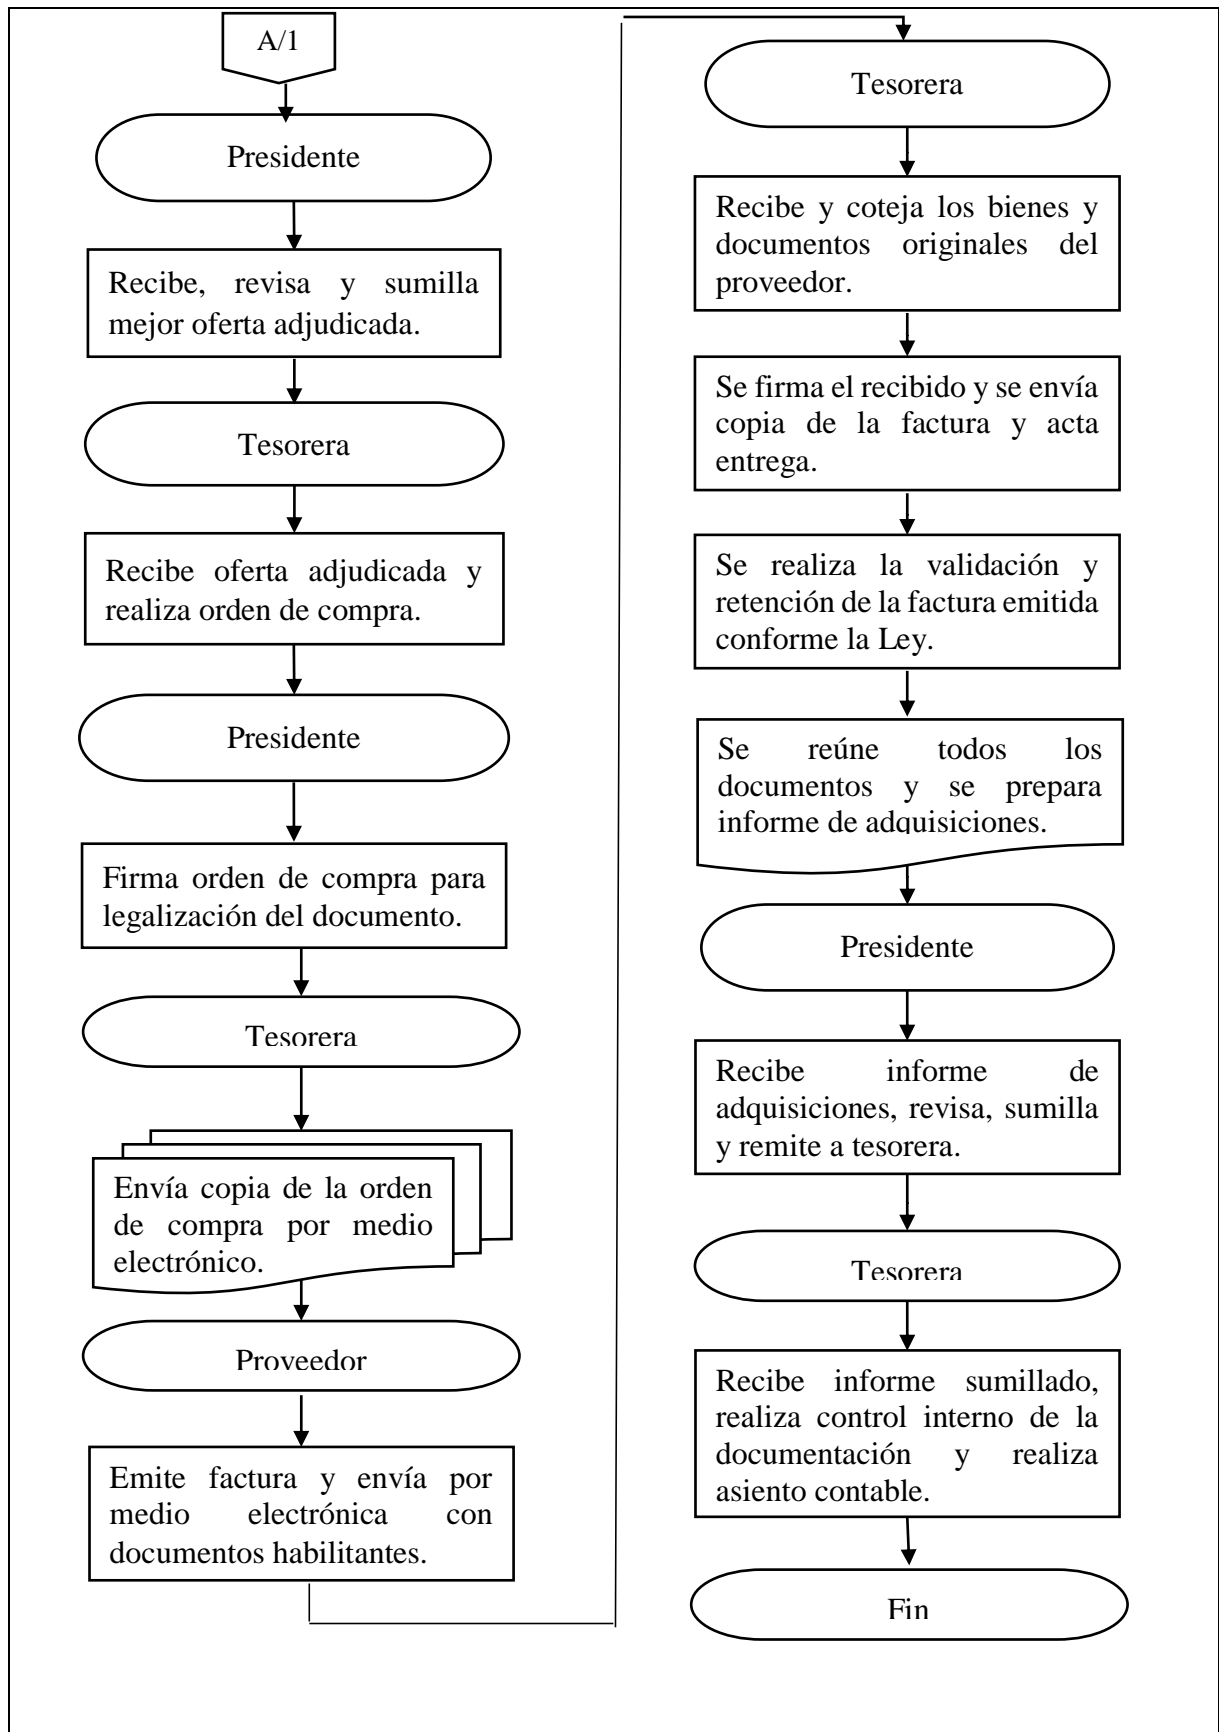 A/1
Presidente
Recibe, revisa y sumilla
mejor oferta adjudicada.
Tesorera
Recibe oferta adjudicada y
realiza orden de compra.
Presidente
Firma orden de compra para
legalización del documento.
Tesorera
Envía copia de la orden
de compra por medio
electrónico.
Proveedor
Emite factura y envía por
medio electrónica con
documentos habilitantes.
Tesorera
Recibe y coteja los bienes y
documentos originales del
proveedor.
Se firma el recibido y se envía
copia de la factura y acta
entrega.
Se realiza la validación y
retención de la factura emitida
conforme la Ley.
Se reúne todos los
documentos y se prepara
informe de adquisiciones.
Presidente
Recibe informe de
adquisiciones, revisa, sumilla
y remite a tesorera.
Tesorera
Recibe informe sumillado,
realiza control interno de la
documentación y realiza
asiento contable.
Fin